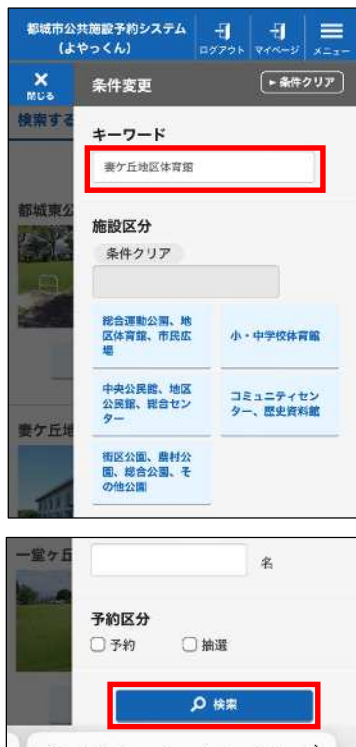 都城市公共施設予約システム
(よやっくん)
ログアウト
マイページ
メニュー
閉じる
条件変更
▶条件クリア
検索する
キーワード
妻ケ丘地区体育館
都城東公
施設区分
条件クリア
総合運動公園、地
区体育館、市民広
場
小・中学校体育館
中央公民館、地区
公民館、総合セン
ター
コミュニティセン
ター、歴史資料館
妻ケ丘地
街区公園、農村公
園、総合公園、そ
の他公園
一堂ケ丘
名
予約区分
予約
抽選
検索